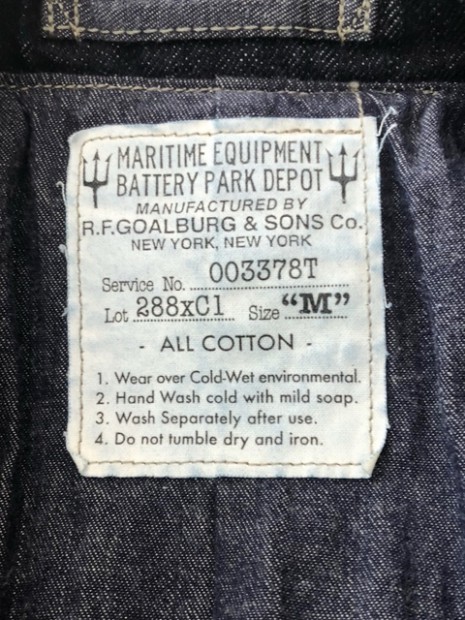 MARITIME EQUIPMENT
BATTERY PARK DEPOT
MANUFACTURED BY
R.F.GOALBURG & SONS Co.
NEW YORK, NEW YORK
Service No. 003378T
Lot 288xC1 Size “M”
- ALL COTTON -
1. Wear over Cold-Wet environmental.
2. Hand Wash cold with mild soap.
3. Wash Separately after use.
4. Do not tumble dry and iron.